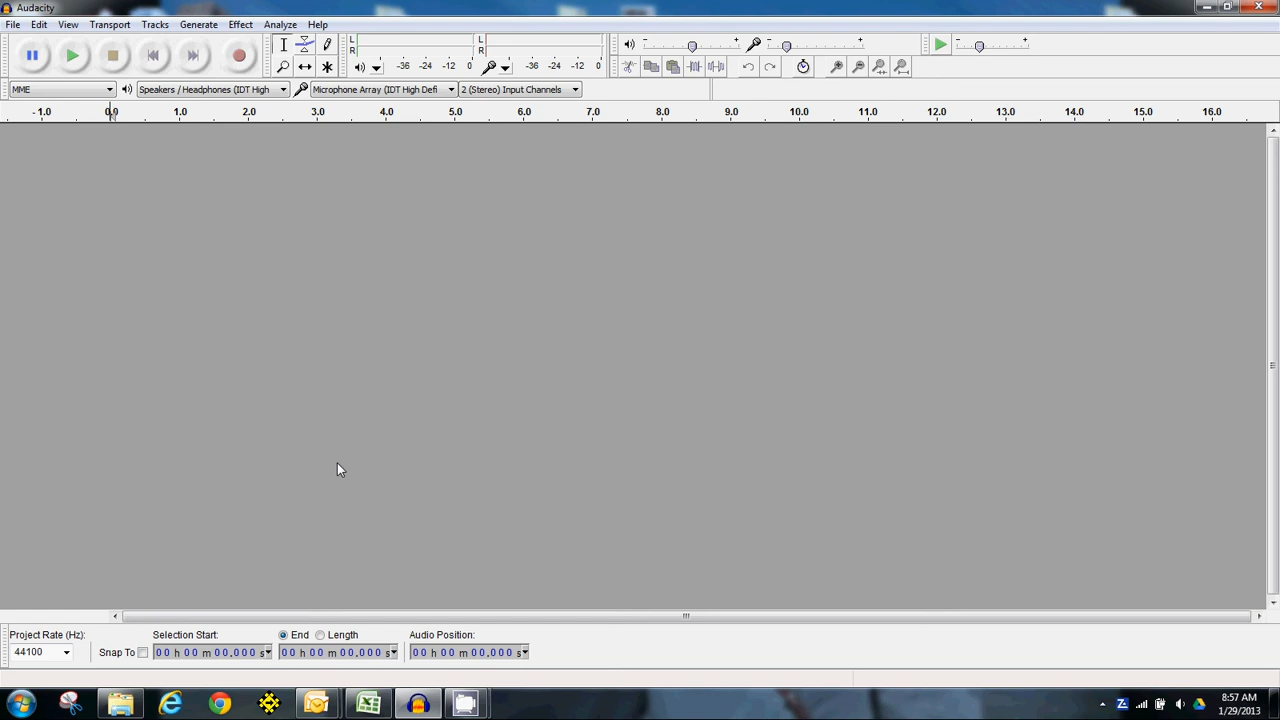 Audacity
File Edit View Transport Tracks Generate Effect Analyze Help
L R -36 -24 -12 0 L R -36 -24 -12 0
MME Speakers / Headphones (IDT High Microphone Array (IDT High Defi 2 (Stereo) Input Channels
-1.0 0.0 1.0 2.0 3.0 4.0 5.0 6.0 7.0 8.0 9.0 10.0 11.0 12.0 13.0 14.0 15.0 16.0
Project Rate (Hz): Selection Start: End Length Audio Position:
44100 Snap To 00 h 00 m 00.000 s 00 h 00 m 00.000 s 00 h 00 m 00.000 s
8:57 AM
1/29/2013